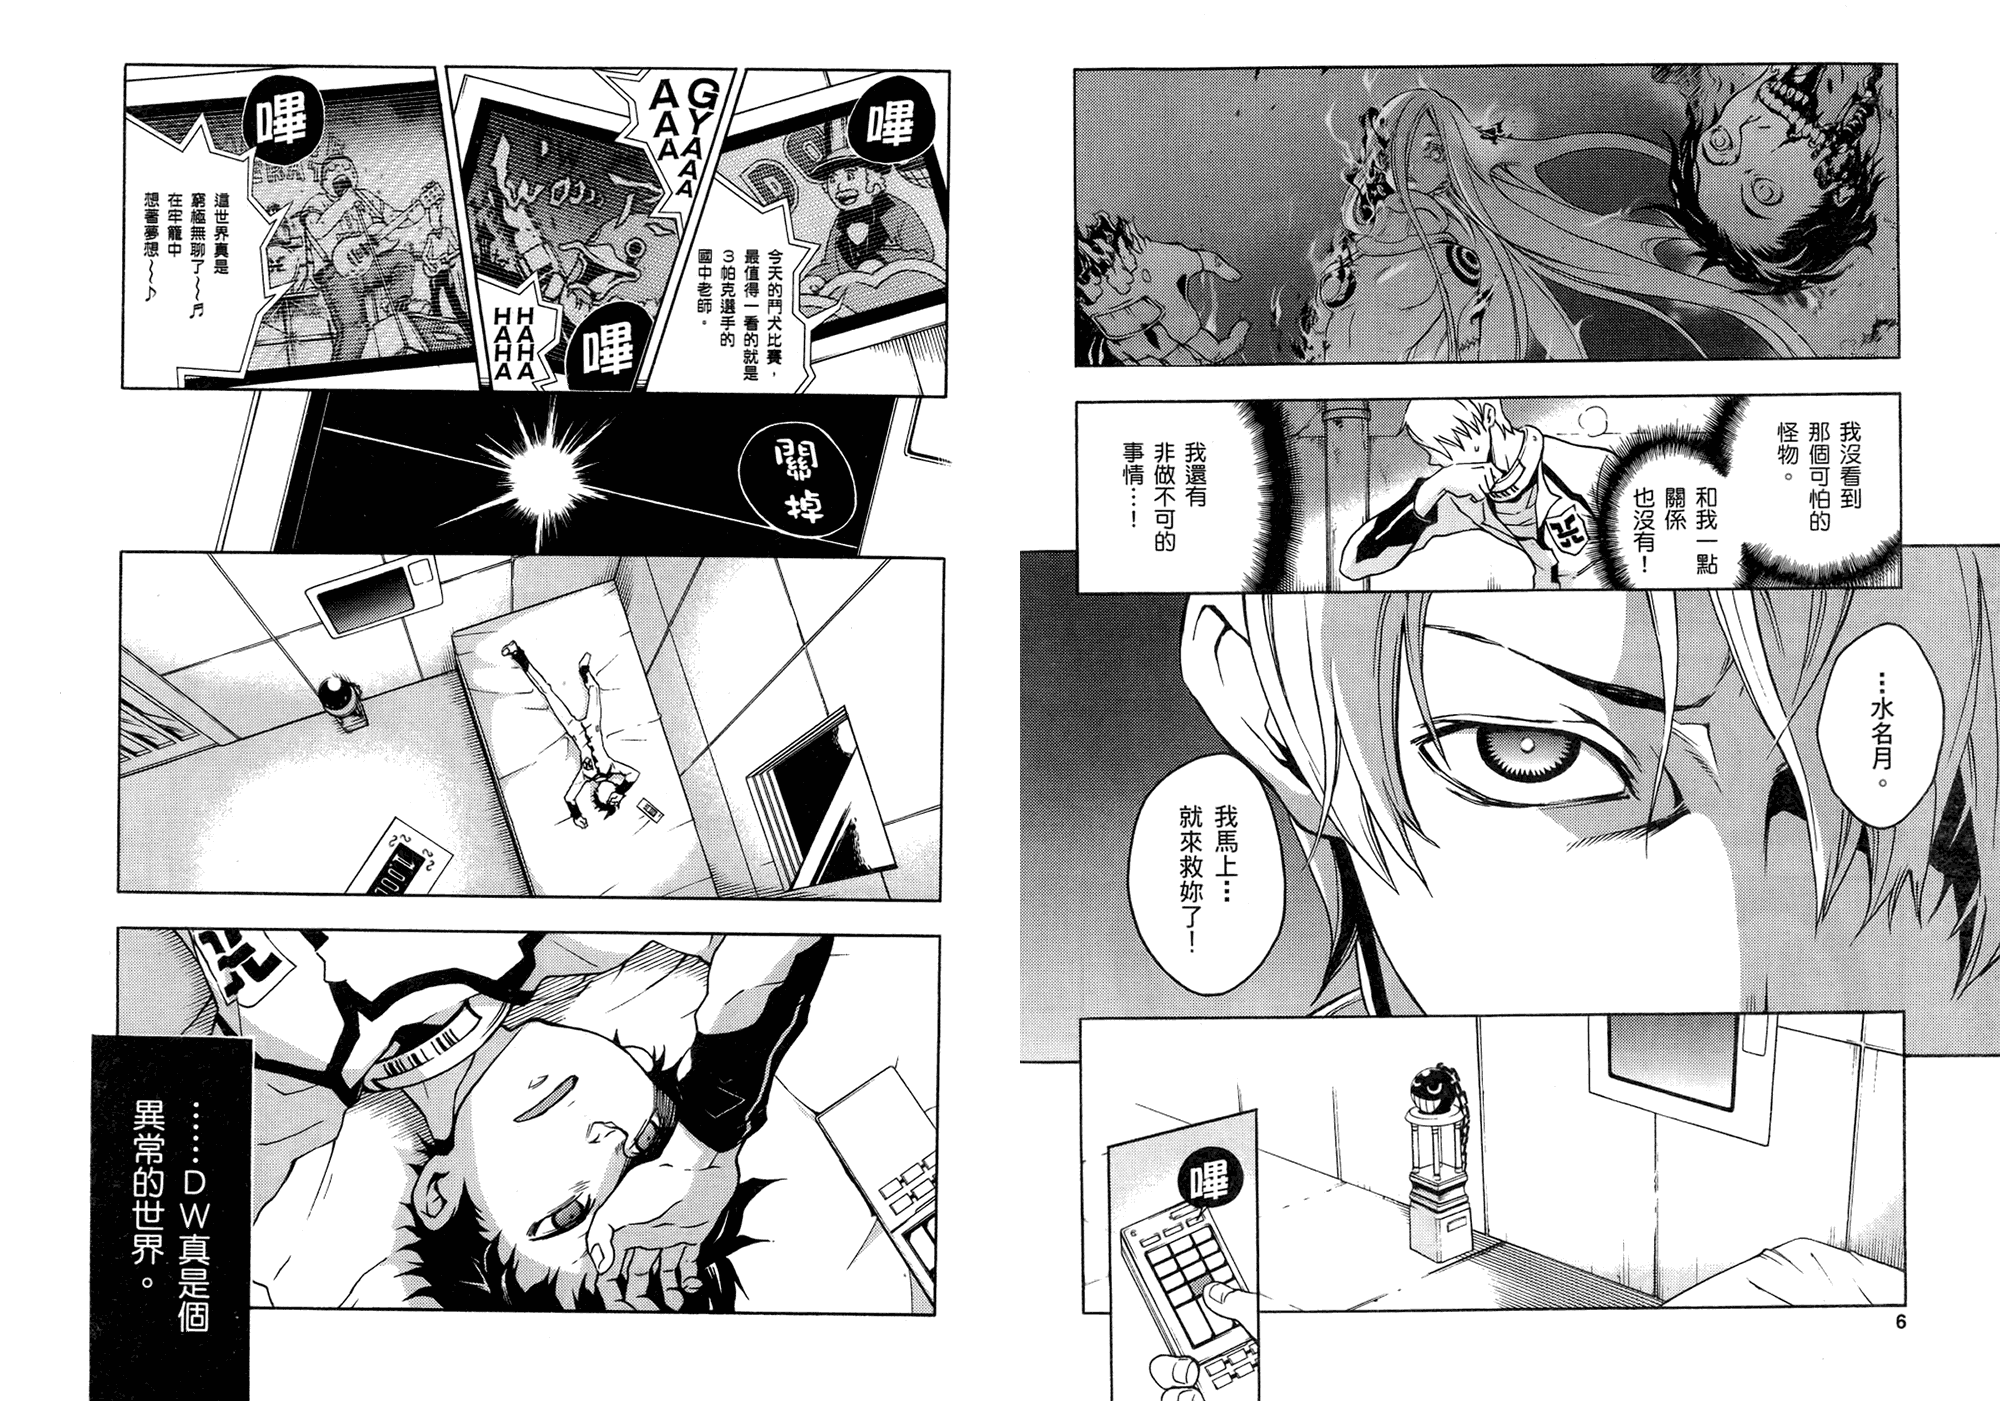 我沒看到
那個可怕的
怪物。
和我一點
關係
也沒有！
我還有
非做不可的
事情…！
…水名月。
我馬上…
就來救妳了！
嗶
6
嗶
今天的鬥犬比賽，
最值得一看的就是
3帕克選手的
國中老師。
GYAAA
AAAA
HAHA
HAHA
嗶
嗶
這世界真是
窮極無聊了～♬
在牢籠中
想著夢想～♪
關掉
……DW真是個
異常的世界。